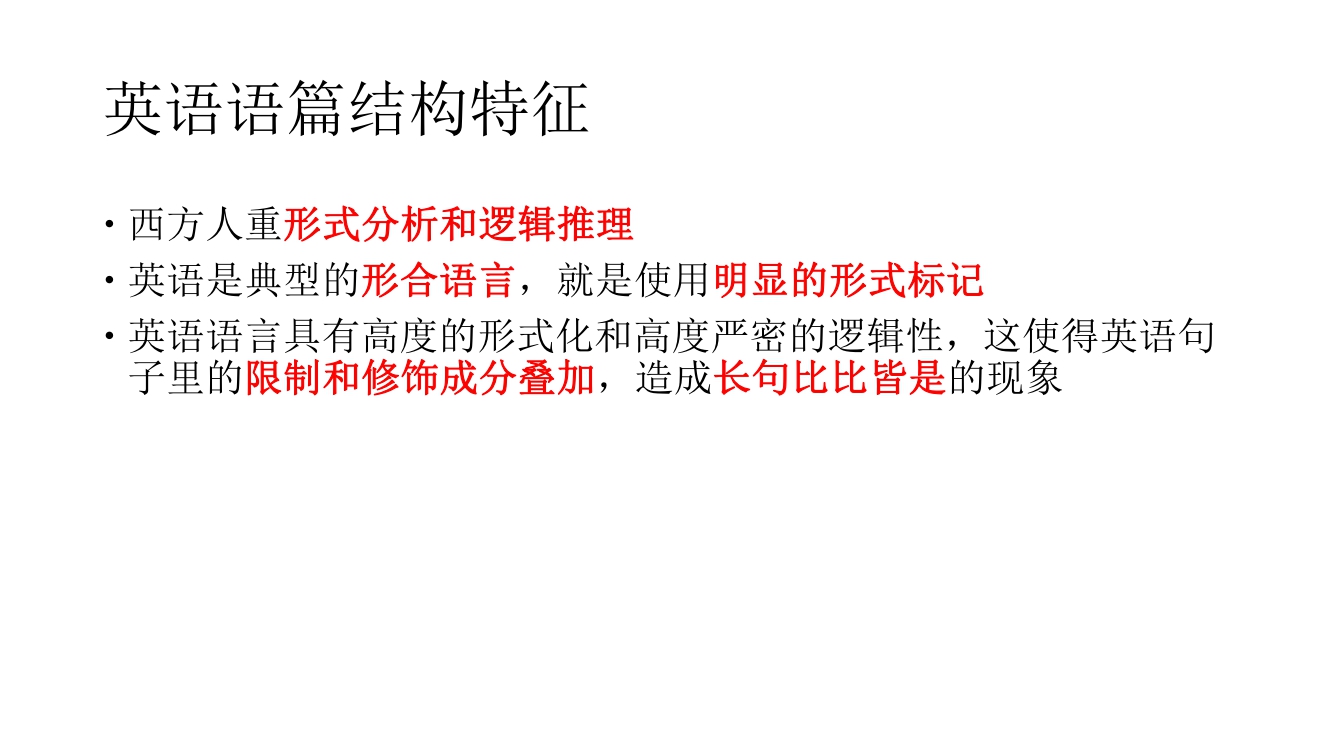 英语语篇结构特征
• 西方人重形式分析和逻辑推理
• 英语是典型的形合语言，就是使用明显的形式标记
• 英语语言具有高度的形式化和高度严密的逻辑性，这使得英语句
子里的限制和修饰成分叠加，造成长句比比皆是的现象